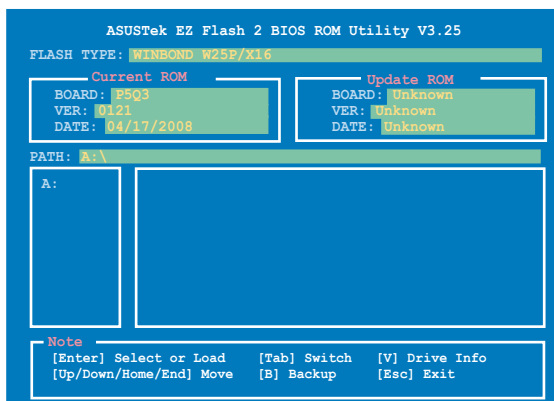 ASUSTek EZ Flash 2 BIOS ROM Utility V3.25
FLASH TYPE: WINBOND W25P/X16
Current ROM
BOARD: P5Q3
VER: 0121
DATE: 04/17/2008
Update ROM
BOARD: Unknown
VER: Unknown
DATE: Unknown
PATH: A:\
A:
Note
[Enter] Select or Load [Tab] Switch [V] Drive Info
[Up/Down/Home/End] Move [B] Backup [Esc] Exit